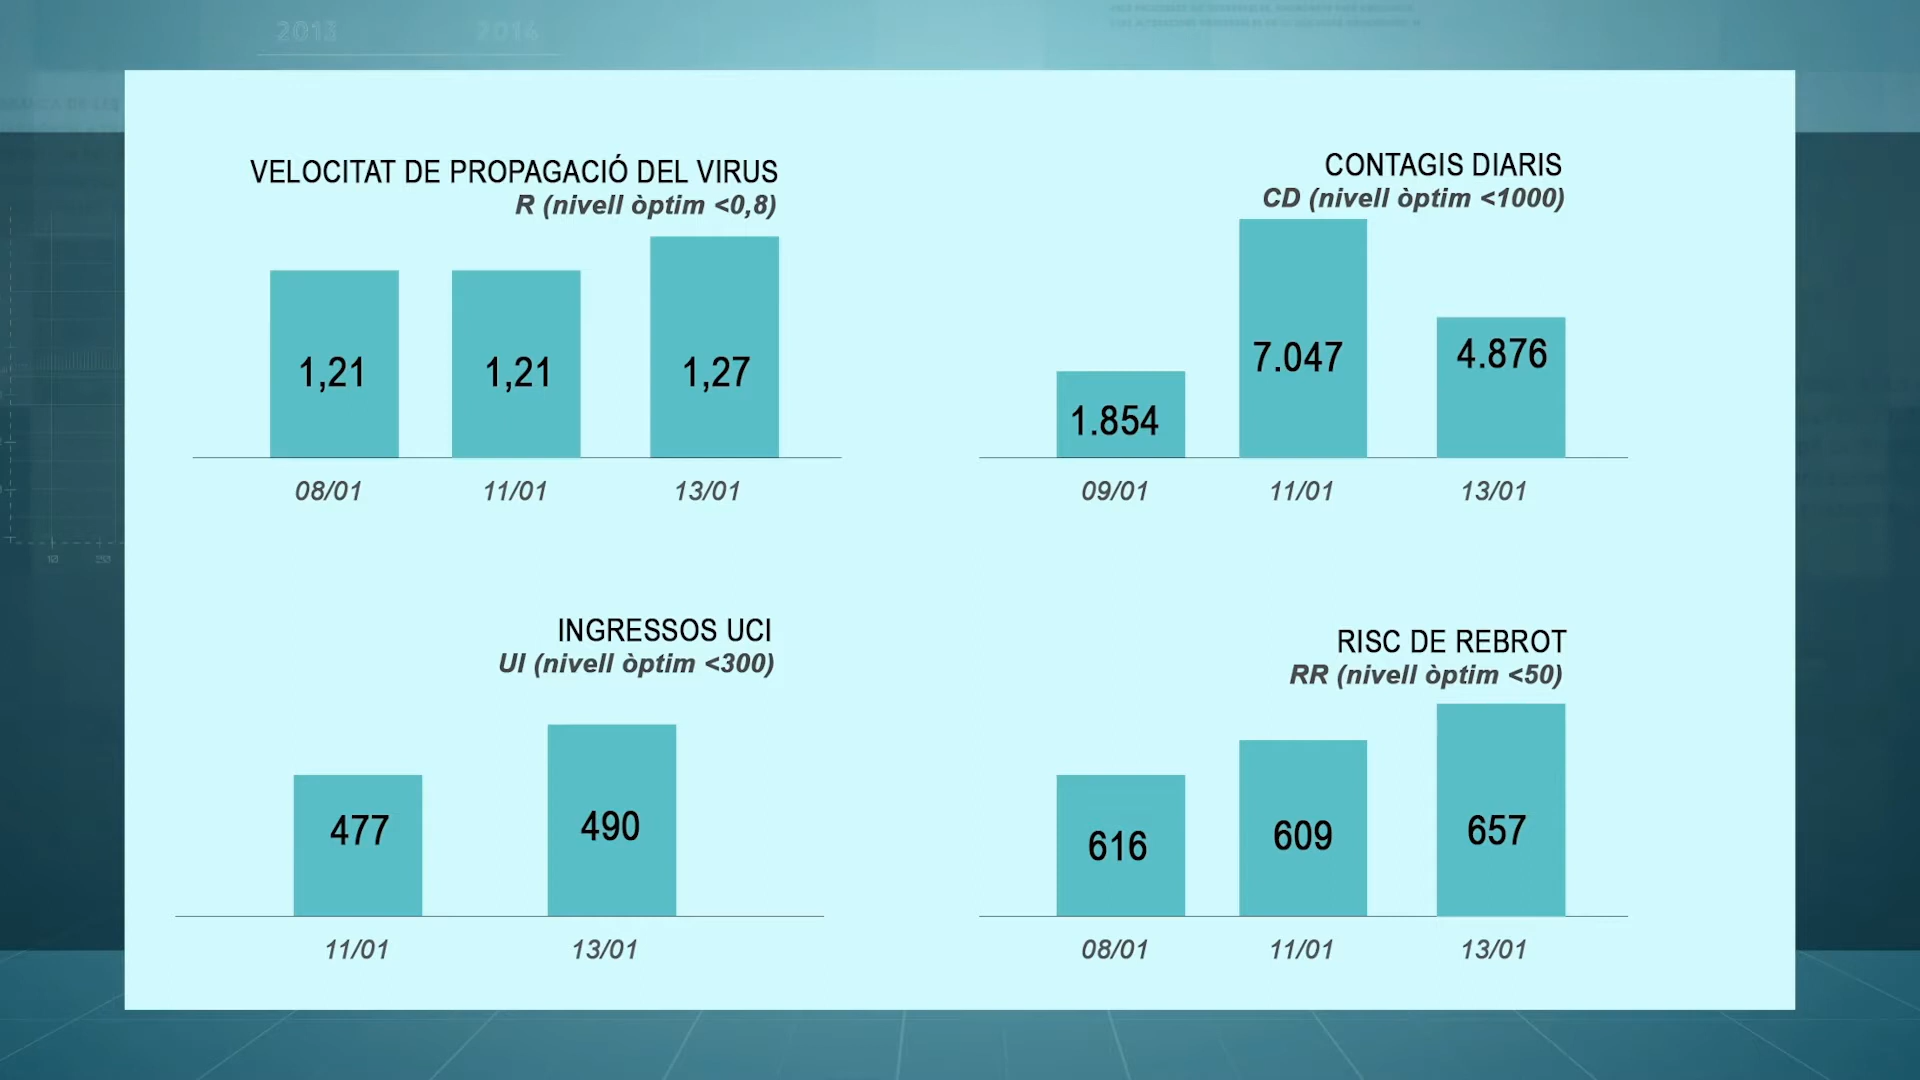 2013 2014
VELOCITAT DE PROPAGACIÓ DEL VIRUS
R (nivell òptim <0,8)
1,21 1,21 1,27
08/01 11/01 13/01
CONTAGIS DIARIS
CD (nivell òptim <1000)
1.854 7.047 4.876
09/01 11/01 13/01
INGRESSOS UCI
UI (nivell òptim <300)
477 490
11/01 13/01
RISC DE REBROT
RR (nivell òptim <50)
616 609 657
08/01 11/01 13/01